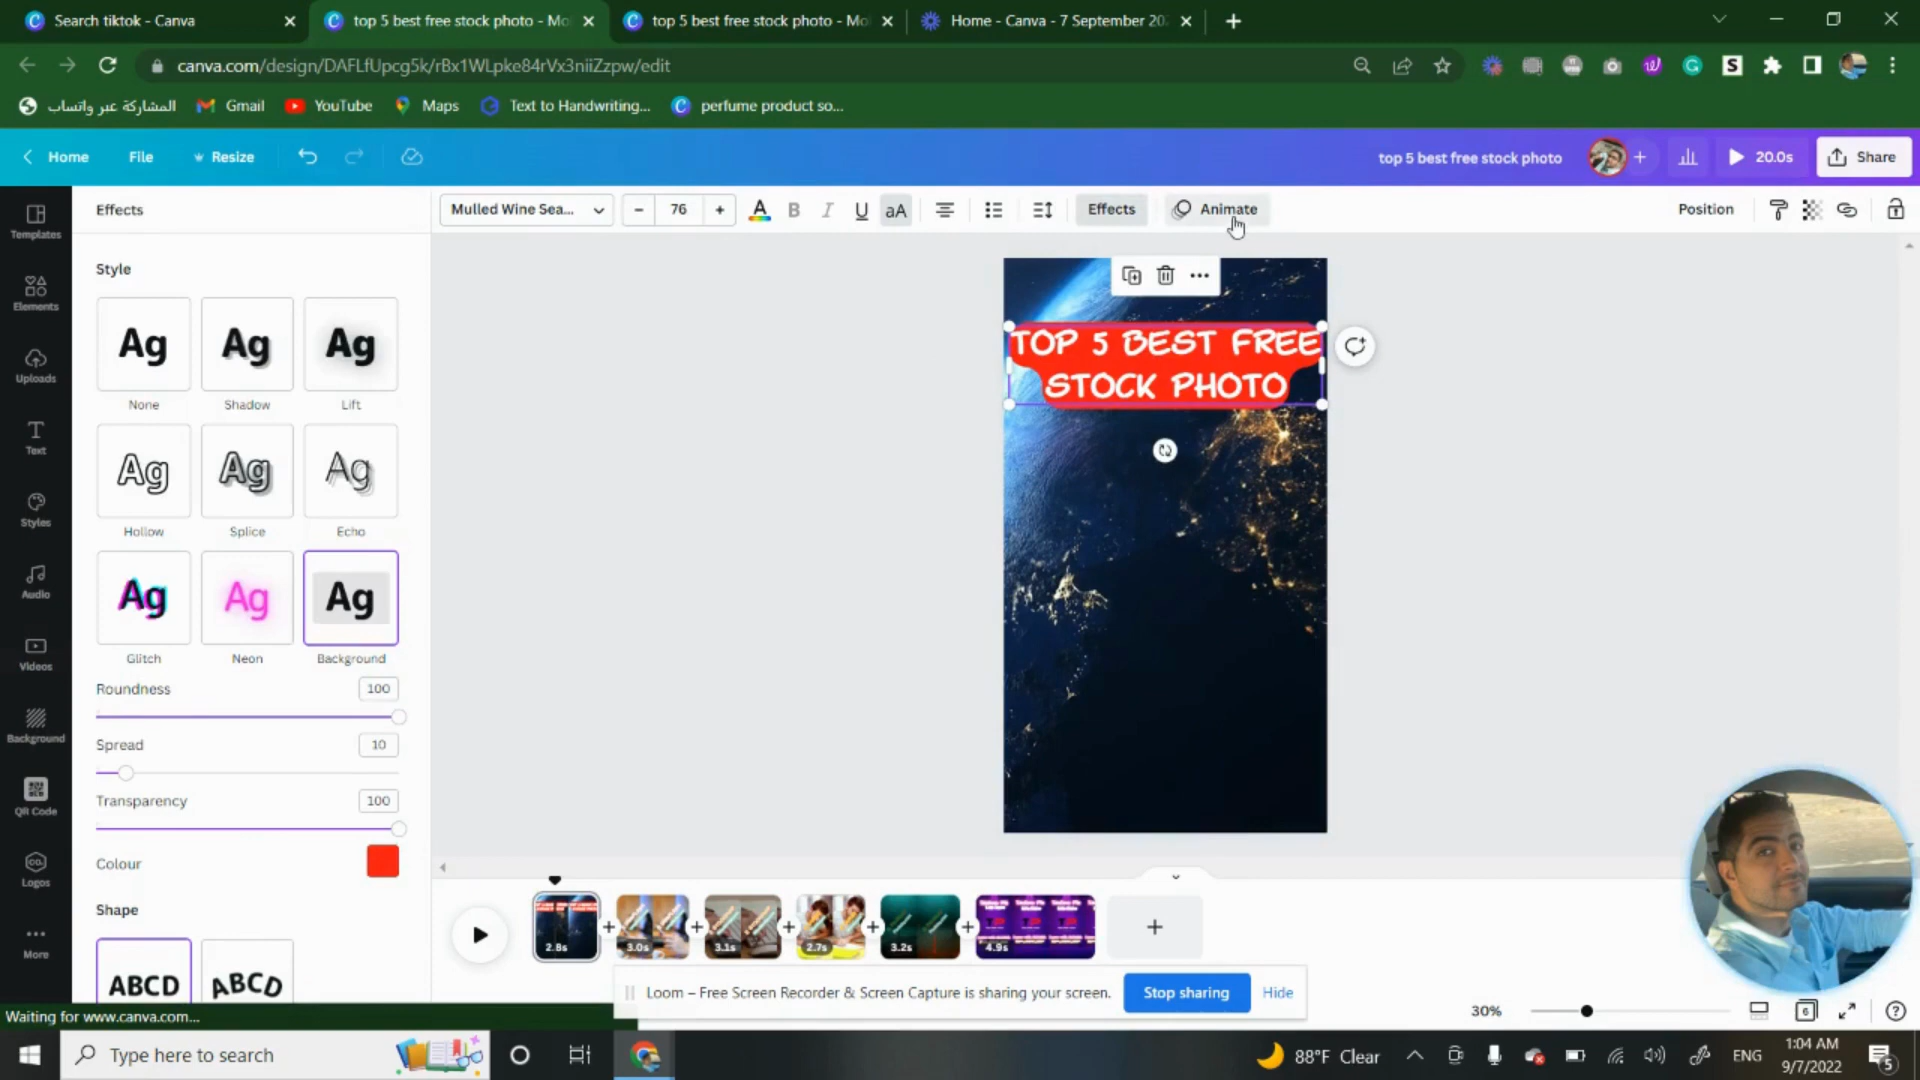 Search tiktok - Canva
top 5 best free stock photo - Mo
top 5 best free stock photo - Mo
Home - Canva - 7 September 202
canva.com/design/DAFLfUpcg5k/rBx1WLpke84rVx3niiZzpw/edit
المشاركة عبر واتساب
Gmail
YouTube
Maps
Text to Handwriting...
perfume product so...
Home
File
Resize
top 5 best free stock photo
20.0s
Share
Templates
Elements
Uploads
Text
Styles
Audio
Videos
Background
QR Code
Logos
More
Effects
Mulled Wine Sea...
76
aA
Effects
Animate
Position
Style
Ag
Ag
Ag
None
Shadow
Lift
Ag
Ag
Ag
Hollow
Splice
Echo
Ag
Ag
Ag
Glitch
Neon
Background
Roundness
100
Spread
10
Transparency
100
Colour
Shape
ABCD
ABCD
TOP 5 BEST FREE
STOCK PHOTO
2.8s
3.0s
3.1s
2.7s
3.2s
4.9s
Loom – Free Screen Recorder & Screen Capture is sharing your screen.
Stop sharing
Hide
30%
6
Waiting for www.canva.com...
Type here to search
88°F Clear
ENG
1:04 AM
9/7/2022
5